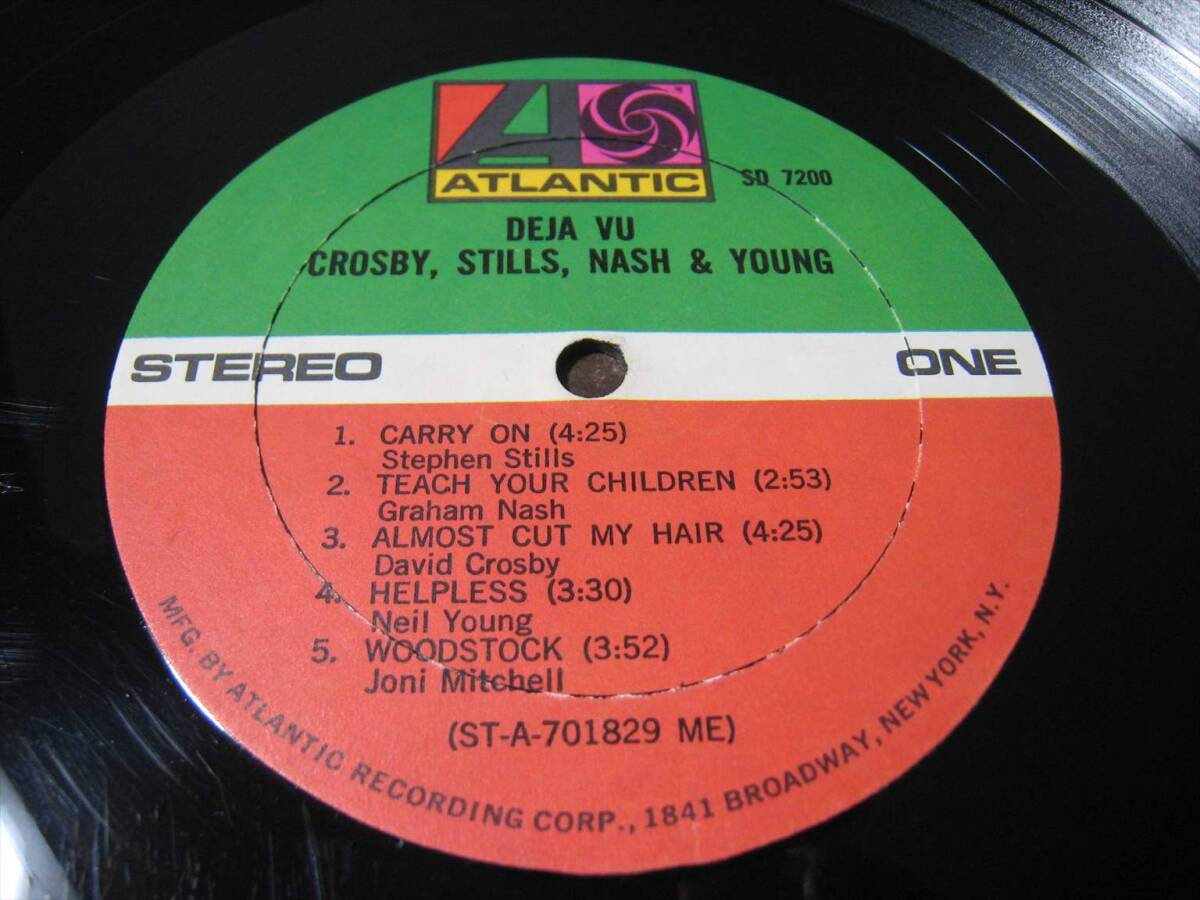 ATLANTIC
SD 7200
DEJA VU
CROSBY, STILLS, NASH & YOUNG
STEREO
ONE
1. CARRY ON (4:25)
Stephen Stills
2. TEACH YOUR CHILDREN (2:53)
Graham Nash
3. ALMOST CUT MY HAIR (4:25)
David Crosby
4. HELPLESS (3:30)
Neil Young
5. WOODSTOCK (3:52)
Joni Mitchell
(ST-A-701829 ME)
MFG. BY ATLANTIC RECORDING CORP., 1841 BROADWAY, NEW YORK, N.Y.